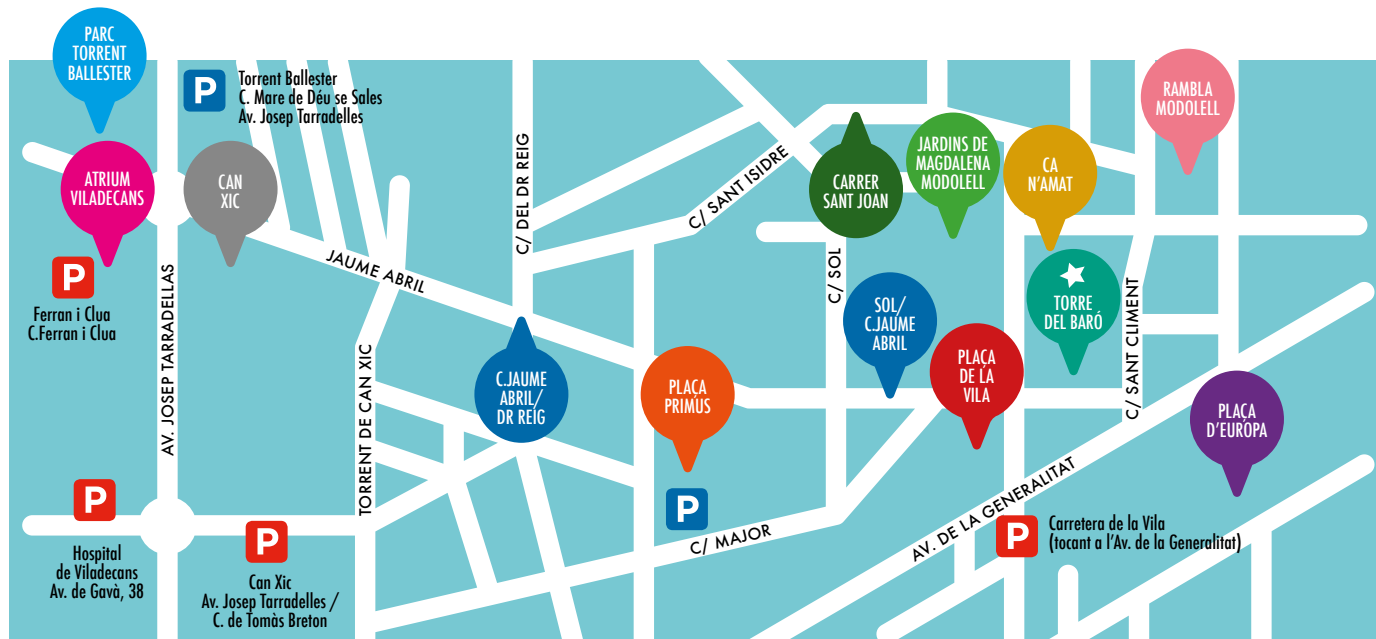 PARC
TORRENT
BALLESTER
P
Torrent Ballester
C. Mare de Déu se Sales
Av. Josep Tarradelles
RAMBLA
MODOLELL
ATRIUM
VILADECANS
CAN
XIC
C/ DEL DR REIG
C/ SANT ISIDRE
CARRER
SANT JOAN
JARDINS DE
MAGDALENA
MODOLELL
CA
N'AMAT
P
Ferran i Clua
C.Ferran i Clua
AV. JOSEP TARRADELLAS
JAUME ABRIL
TORRENT DE CAN XIC
C/ SOL
SOL/
C.JAUME
ABRIL
TORRE
DEL BARÓ
C/ SANT CLIMENT
C.JAUME
ABRIL/
DR REIG
PLAÇA
PRIMUS
PLAÇA
DE LA
VILA
PLAÇA
D'EUROPA
P
Hospital
de Viladecans
Av. de Gavà, 38
P
Can Xic
Av. Josep Tarradelles /
C. de Tomàs Breton
P
C/ MAJOR
AV. DE LA GENERALITAT
P
Carretera de la Vila
(tocant a l'Av. de la Generalitat)